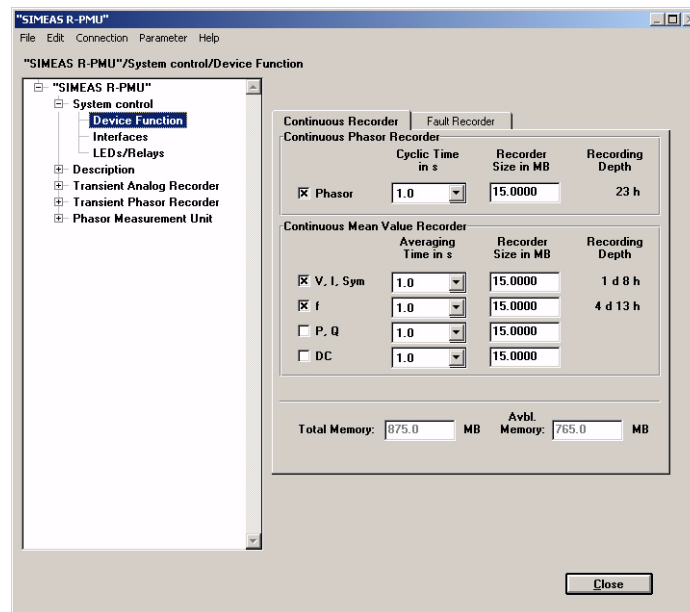 "SIMEAS R-PMU"
File Edit Connection Parameter Help
"SIMEAS R-PMU"/System control/Device Function
"SIMEAS R-PMU"
System control
Device Function
Interfaces
LEDs/Relays
Description
Transient Analog Recorder
Transient Phasor Recorder
Phasor Measurement Unit
Continuous Recorder Fault Recorder
Continuous Phasor Recorder
Cyclic Time in s Recorder Size in MB Recording Depth
Phasor 1.0 15.0000 23 h
Continuous Mean Value Recorder
Averaging Time in s Recorder Size in MB Recording Depth
V, I, Sym 1.0 15.0000 1 d 8 h
f 1.0 15.0000 4 d 13 h
P, Q 1.0 15.0000
DC 1.0 15.0000
Total Memory: 875.0 MB Avbl. Memory: 765.0 MB
Close